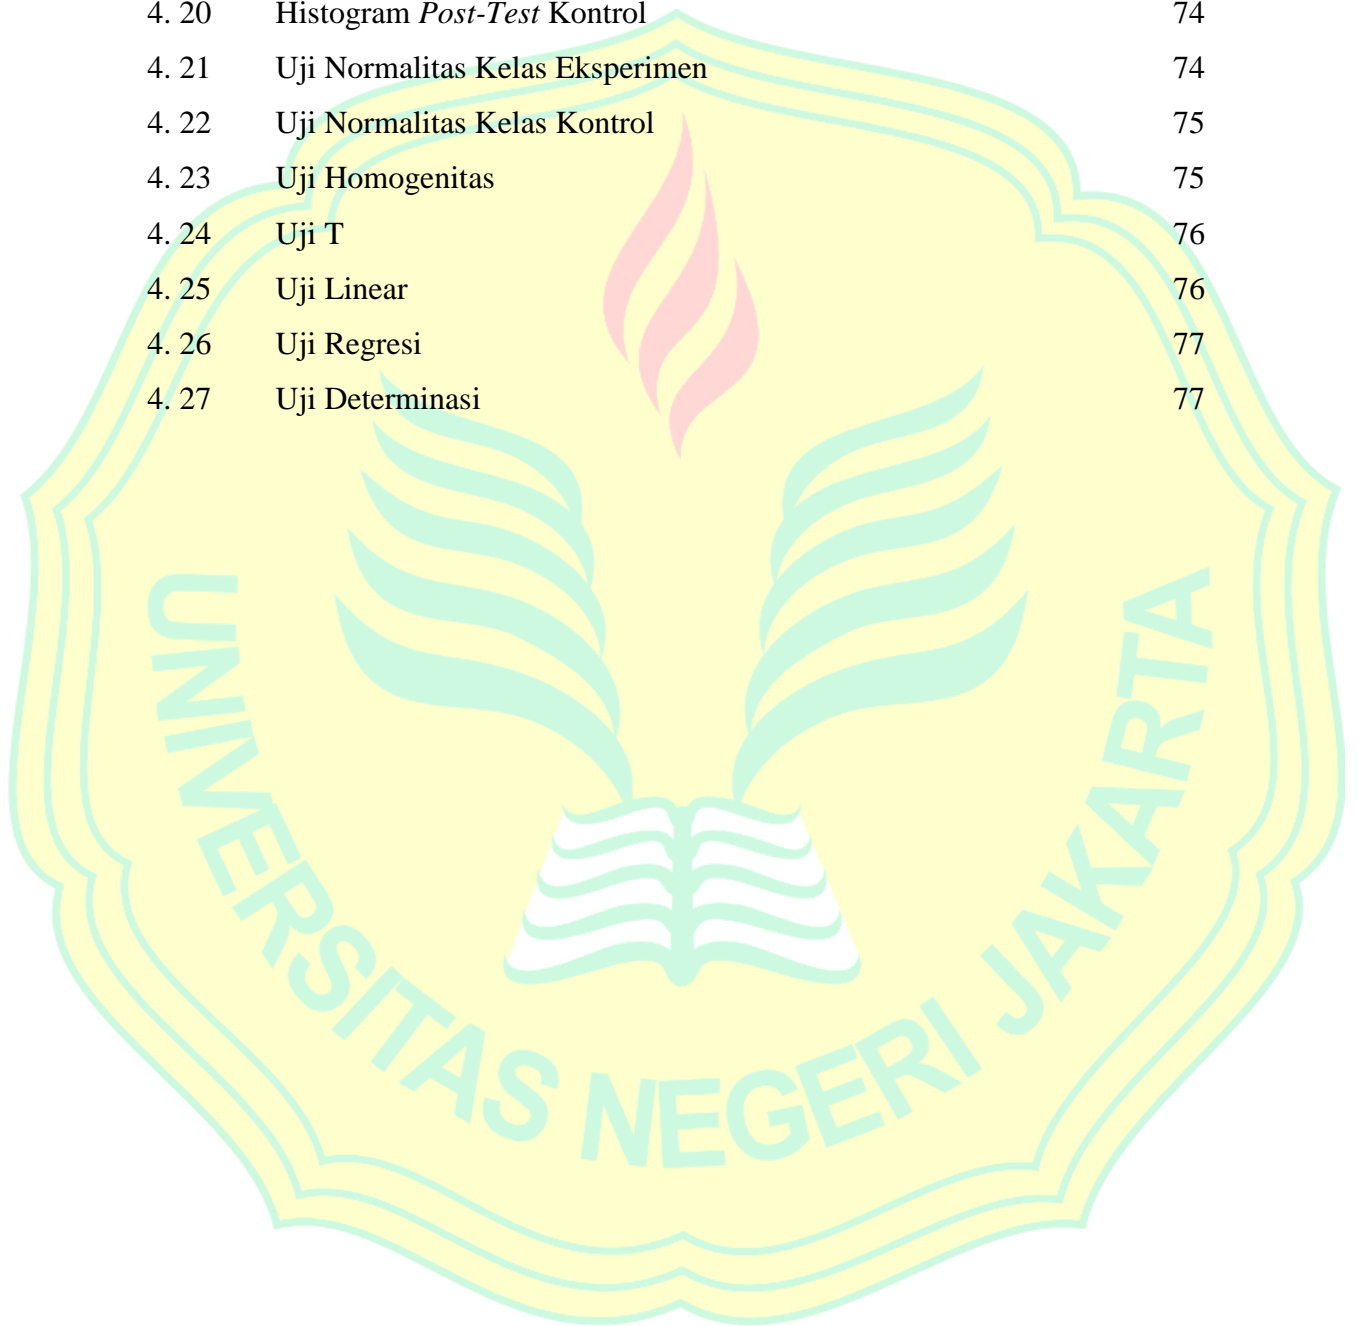 4. 20 Histogram Post-Test Kontrol 74
4. 21 Uji Normalitas Kelas Eksperimen 74
4. 22 Uji Normalitas Kelas Kontrol 75
4. 23 Uji Homogenitas 75
4. 24 Uji T 76
4. 25 Uji Linear 76
4. 26 Uji Regresi 77
4. 27 Uji Determinasi 77
UNIVERSITAS NEGERI JAKARTA